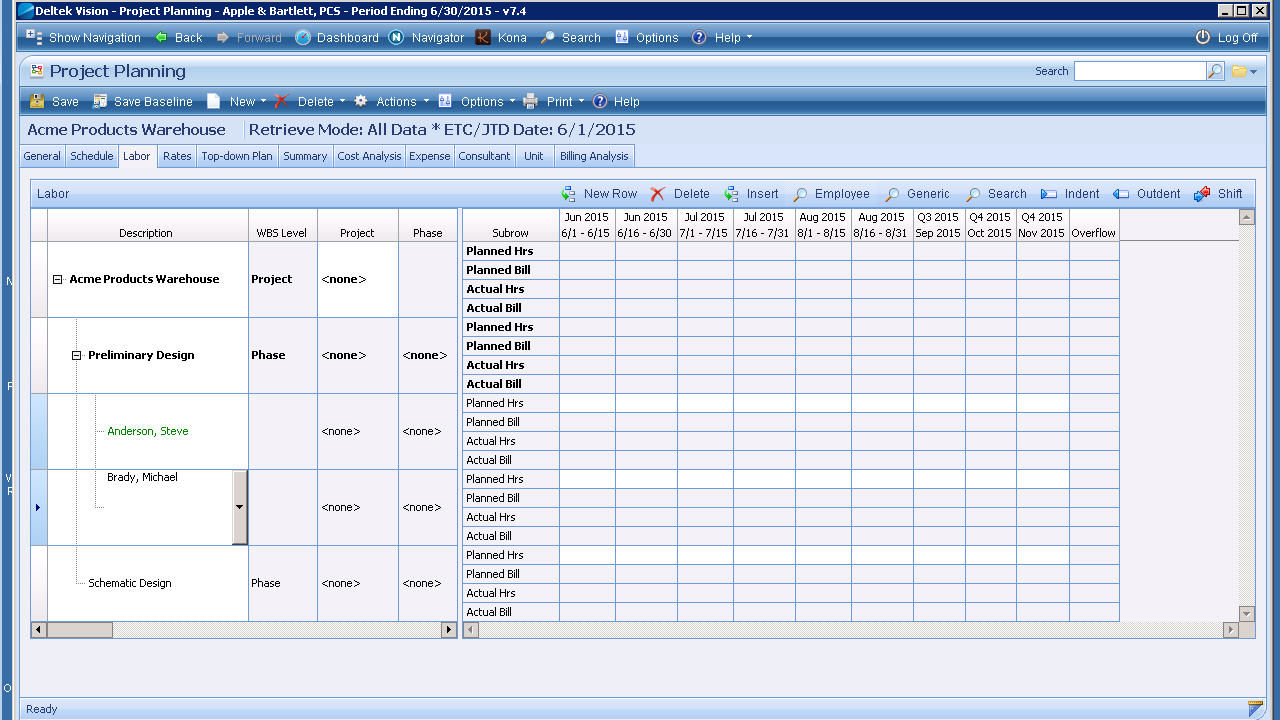 Deltek Vision - Project Planning - Apple & Bartlett, PCS - Period Ending 6/30/2015 - v7.4
Show Navigation Back Forward Dashboard Navigator Kona Search Options Help Log Off
Project Planning Search
Save Save Baseline New Delete Actions Options Print Help
Acme Products Warehouse Retrieve Mode: All Data * ETC/JTD Date: 6/1/2015
General Schedule Labor Rates Top-down Plan Summary Cost Analysis Expense Consultant Unit Billing Analysis
Labor New Row Delete Insert Employee Generic Search Indent Outdent Shift
Jun 2015 Jun 2015 Jul 2015 Jul 2015 Aug 2015 Aug 2015 Q3 2015 Q4 2015 Q4 2015
Description WBS Level Project Phase Subrow 6/1 - 6/15 6/16 - 6/30 7/1 - 7/15 7/16 - 7/31 8/1 - 8/15 8/16 - 8/31 Sep 2015 Oct 2015 Nov 2015 Overflow
Planned Hrs
Planned Bill
Acme Products Warehouse Project <none>
Actual Hrs
Actual Bill
Planned Hrs
Planned Bill
Preliminary Design Phase <none> <none>
Actual Hrs
Actual Bill
Planned Hrs
Planned Bill
Anderson, Steve <none> <none>
Actual Hrs
Actual Bill
Brady, Michael Planned Hrs
Planned Bill
<none> <none>
Actual Hrs
Actual Bill
Planned Hrs
Planned Bill
Schematic Design Phase <none> <none>
Actual Hrs
Actual Bill
Ready